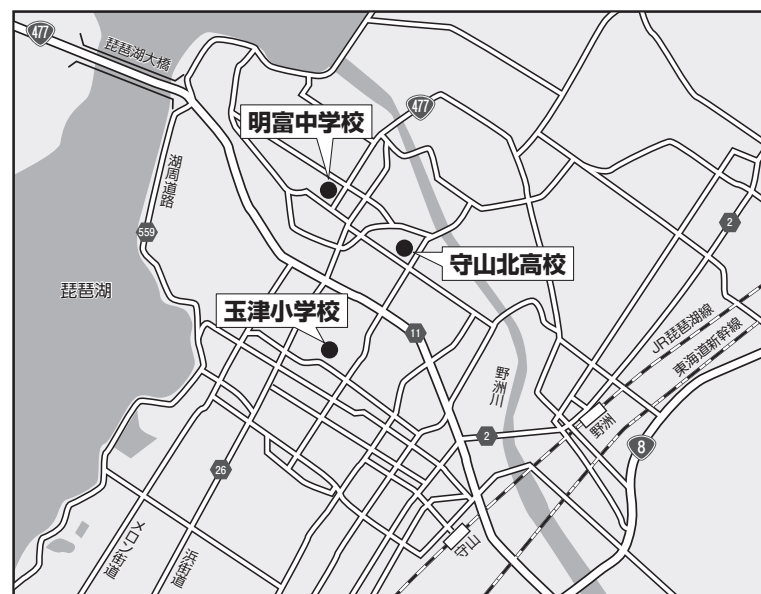 477
琵琶湖大橋
明富中学校
477
湖周道路
2
559
守山北高校
琵琶湖
玉津小学校
JR琵琶湖線
11
東海道新幹線
野洲川
野洲
2
8
26
守山
メロン街道
浜街道